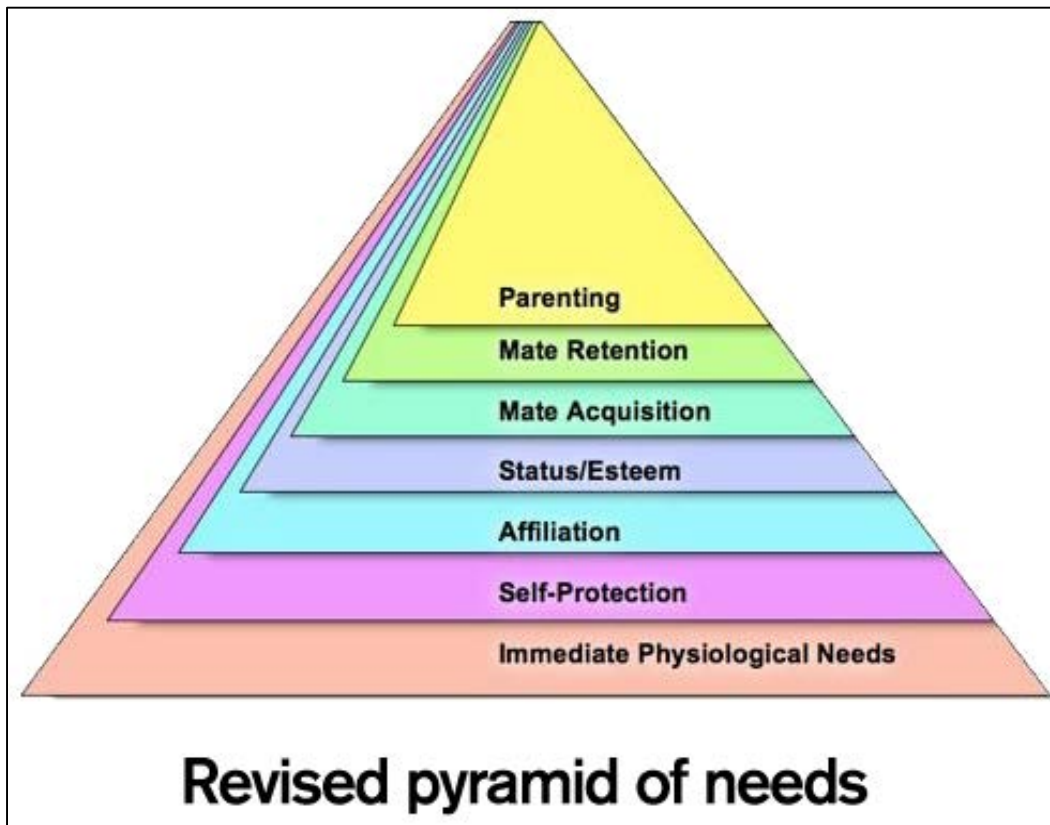 Parenting
Mate Retention
Mate Acquisition
Status/Esteem
Affiliation
Self-Protection
Immediate Physiological Needs
Revised pyramid of needs